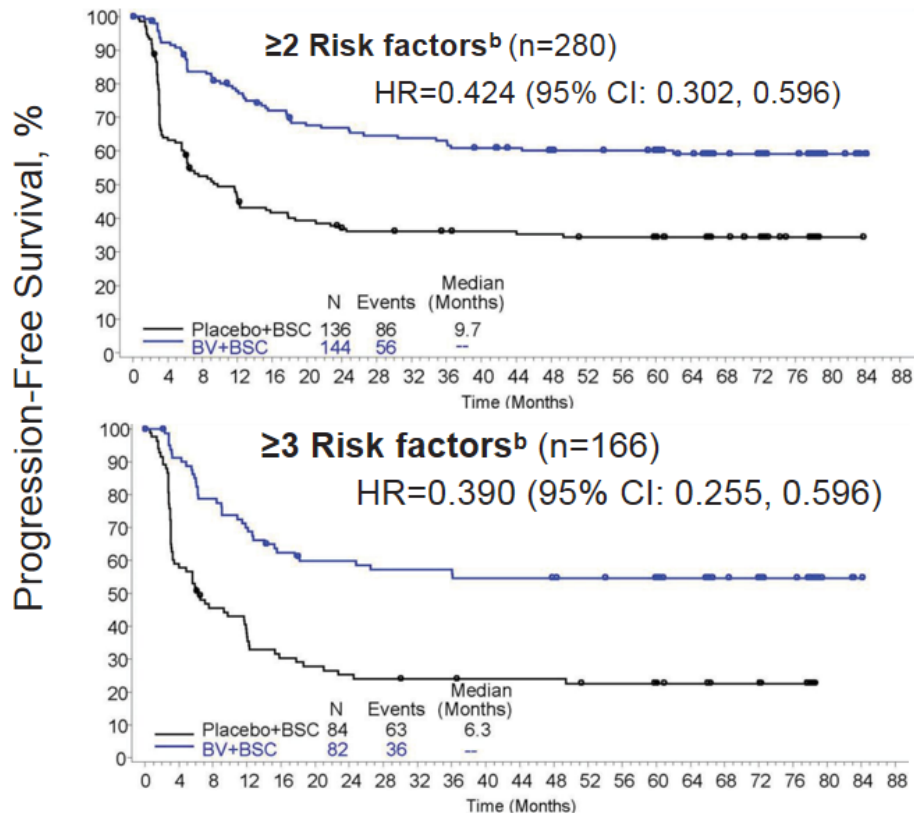 Progression-Free Survival, %
≥2 Risk factorsᵇ (n=280)
HR=0.424 (95% CI: 0.302, 0.596)
100
90
80
70
60
50
40
30
20
10
0
Median
N Events (Months)
Placebo+BSC 136 86 9.7
BV+BSC 144 56 --
0 4 8 12 16 20 24 28 32 36 40 44 48 52 56 60 64 68 72 76 80 84 88
Time (Months)
≥3 Risk factorsᵇ (n=166)
HR=0.390 (95% CI: 0.255, 0.596)
100
90
80
70
60
50
40
30
20
10
0
Median
N Events (Months)
Placebo+BSC 84 63 6.3
BV+BSC 82 36 --
0 4 8 12 16 20 24 28 32 36 40 44 48 52 56 60 64 68 72 76 80 84 88
Time (Months)